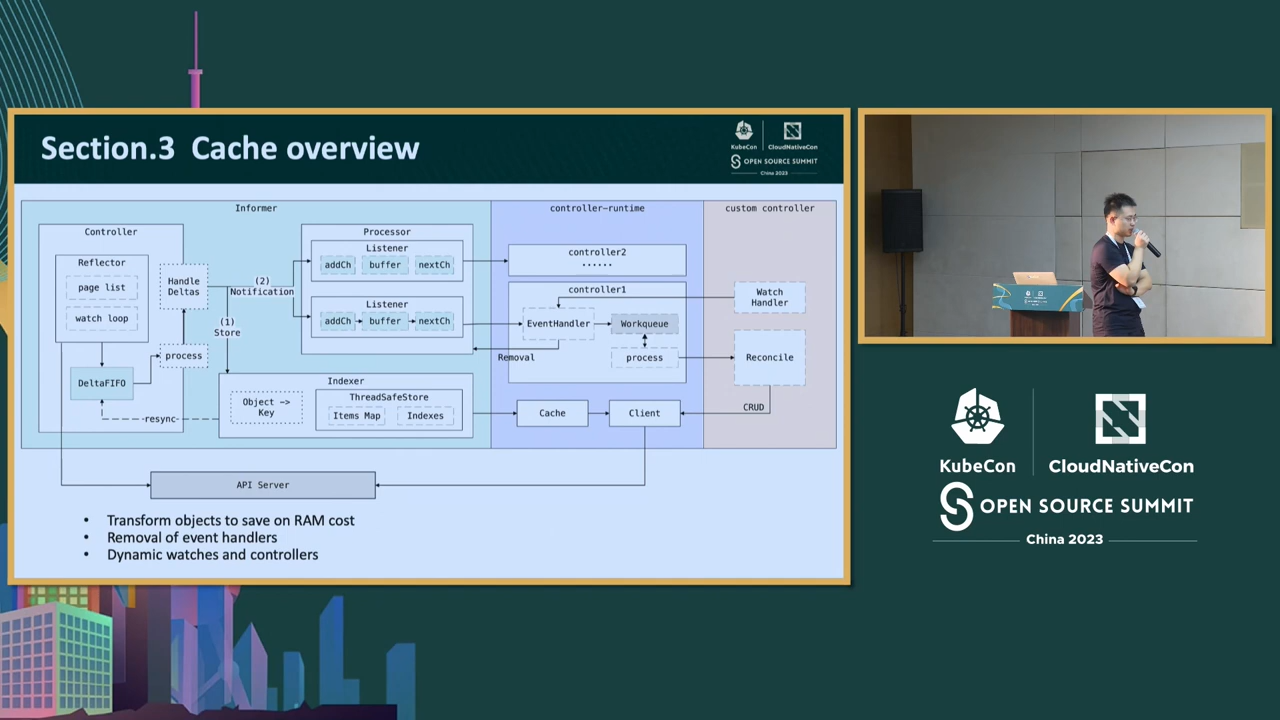 Section.3 Cache overview
KubeCon
CloudNativeCon
OPEN SOURCE SUMMIT
China 2023
Informer
controller-runtime
custom controller
Controller
Reflector
page list
watch loop
DeltaFIFO
Handle
Deltas
process
resync
(1)
Store
(2)
Notification
Processor
Listener
addCh
buffer
nextCh
Listener
addCh
buffer
nextCh
Indexer
Object ->
Key
ThreadSafeStore
Items Map
Indexes
controller2
······
controller1
EventHandler
Workqueue
process
Removal
Cache
Client
Watch
Handler
Reconcile
CRUD
API Server
• Transform objects to save on RAM cost
• Removal of event handlers
• Dynamic watches and controllers
KubeCon
CloudNativeCon
OPEN SOURCE SUMMIT
China 2023